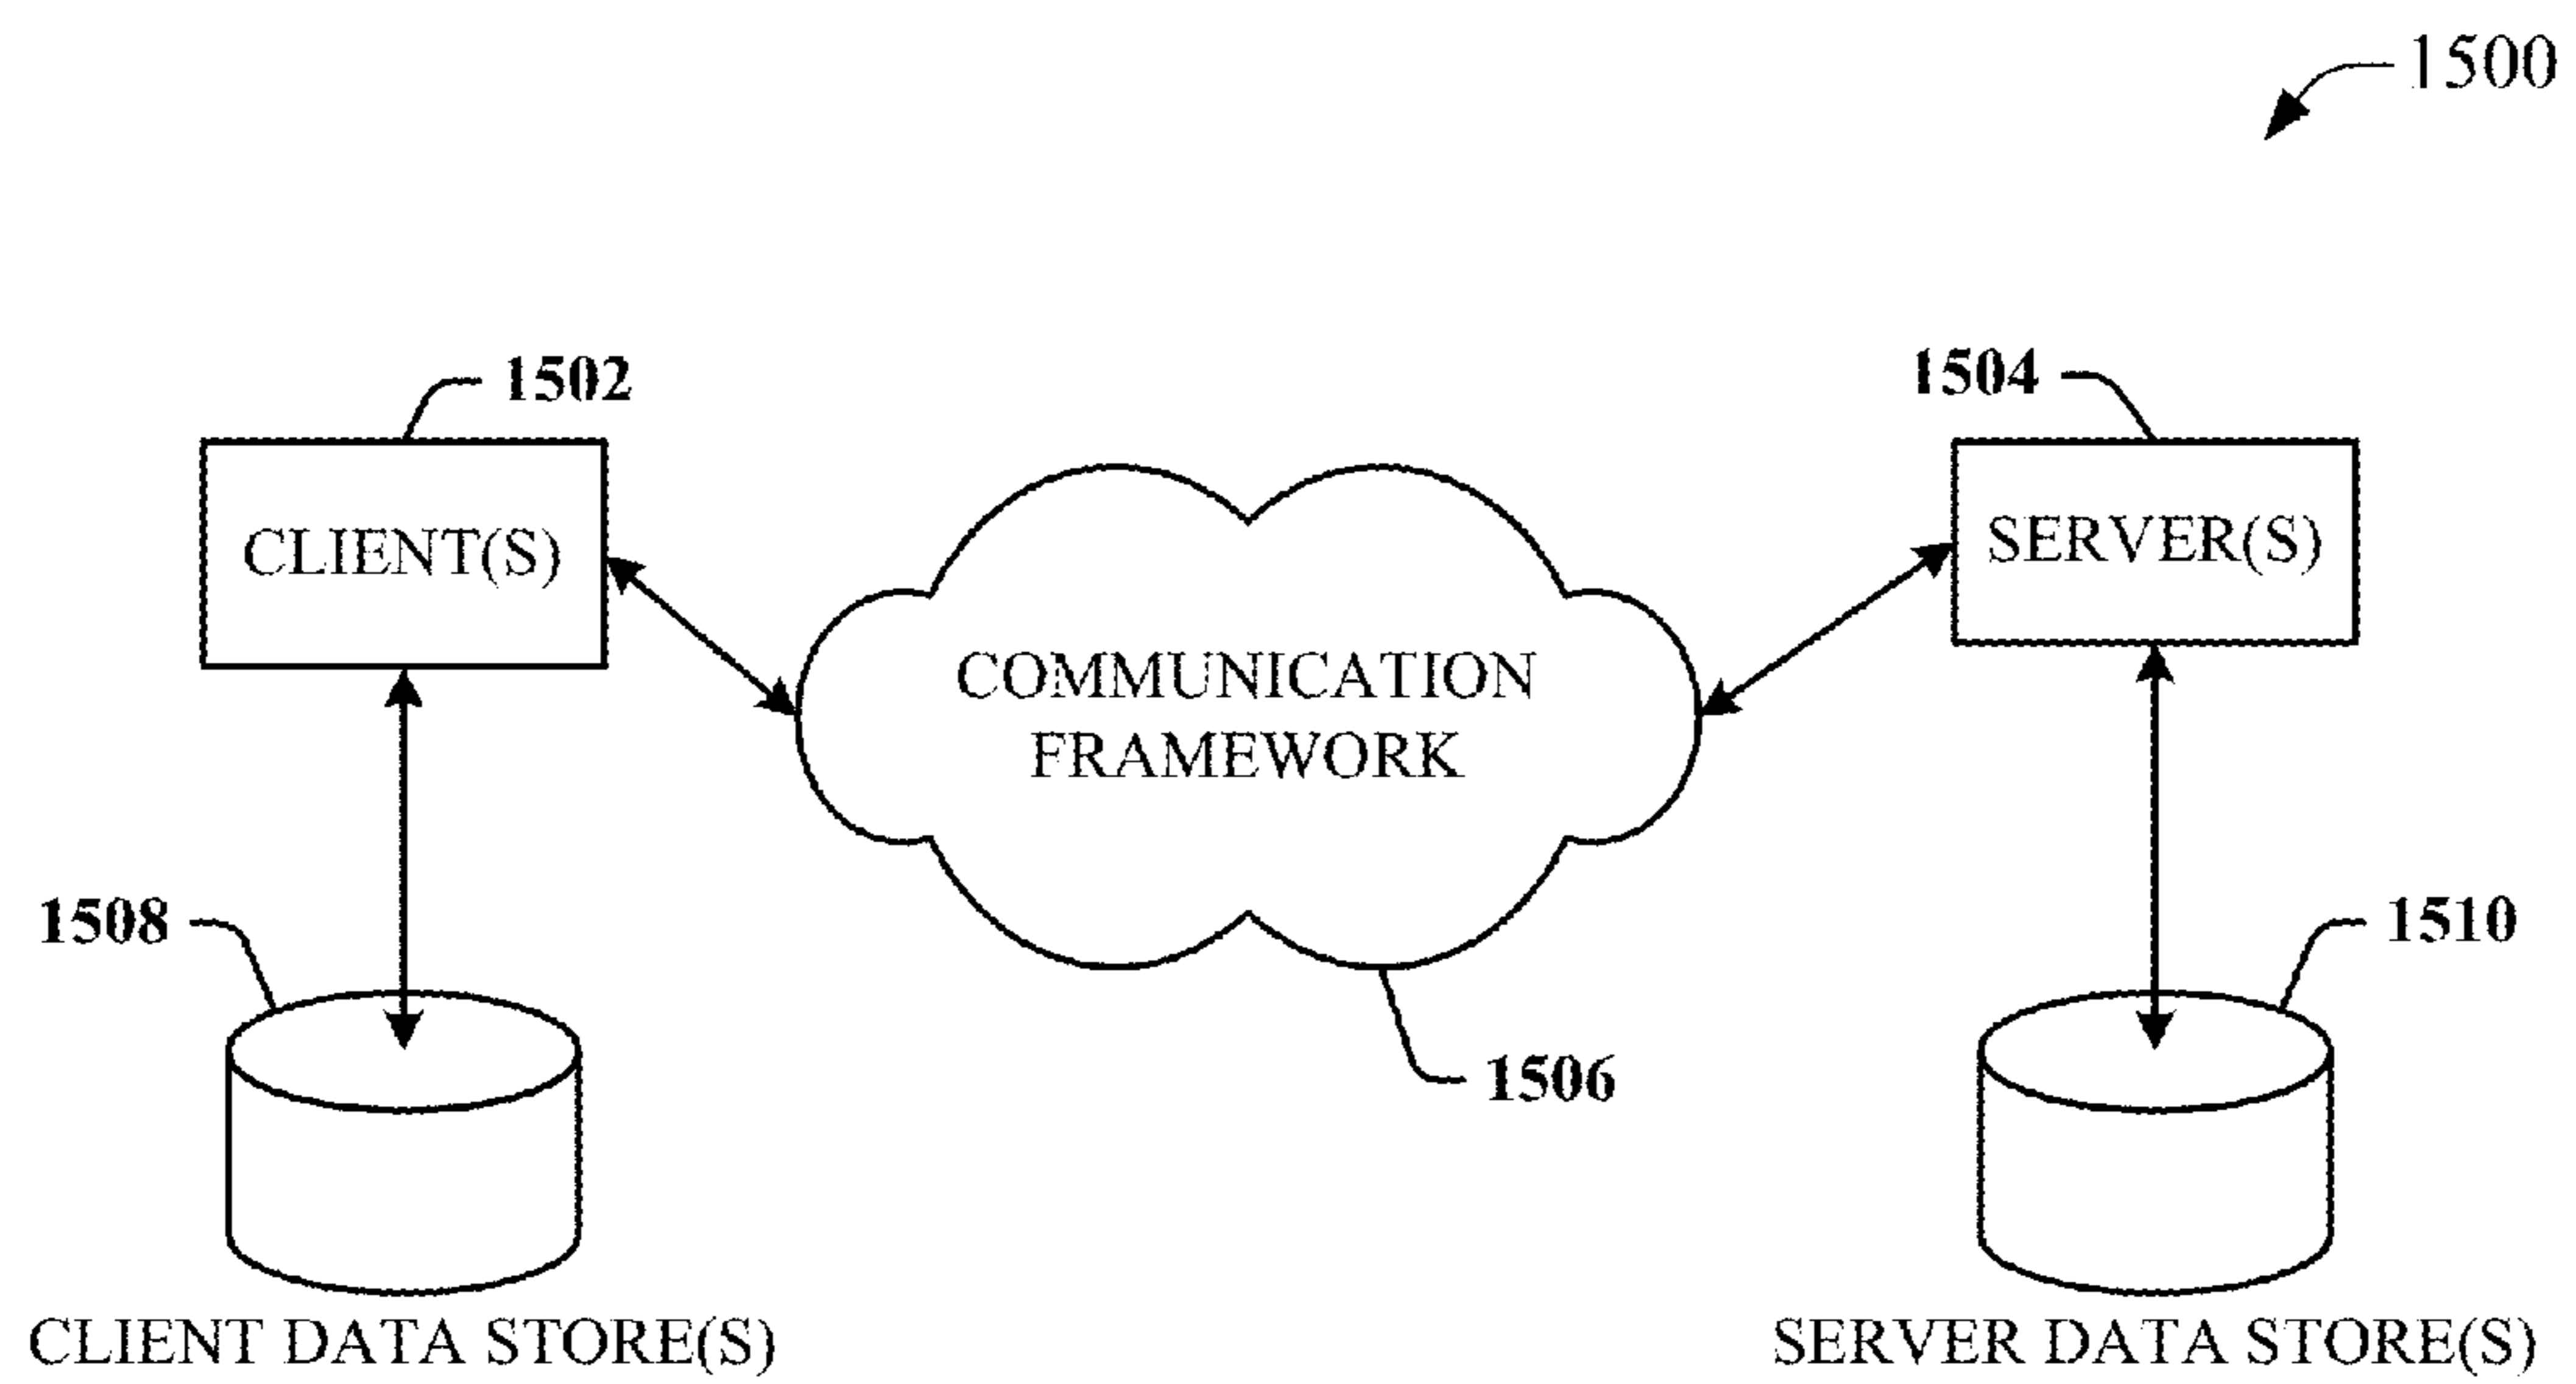 1500
1502
1504
CLIENT(S)
SERVER(S)
COMMUNICATION
FRAMEWORK
1508
1510
1506
CLIENT DATA STORE(S)
SERVER DATA STORE(S)